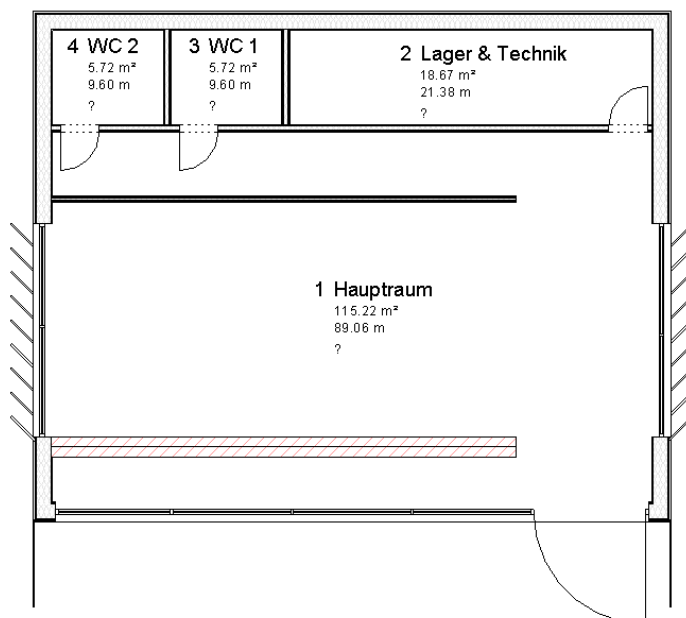 4 WC 2
5.72 m²
9.60 m
?
3 WC 1
5.72 m²
9.60 m
?
2 Lager & Technik
18.67 m²
21.38 m
?
1 Hauptraum
115.22 m²
89.06 m
?